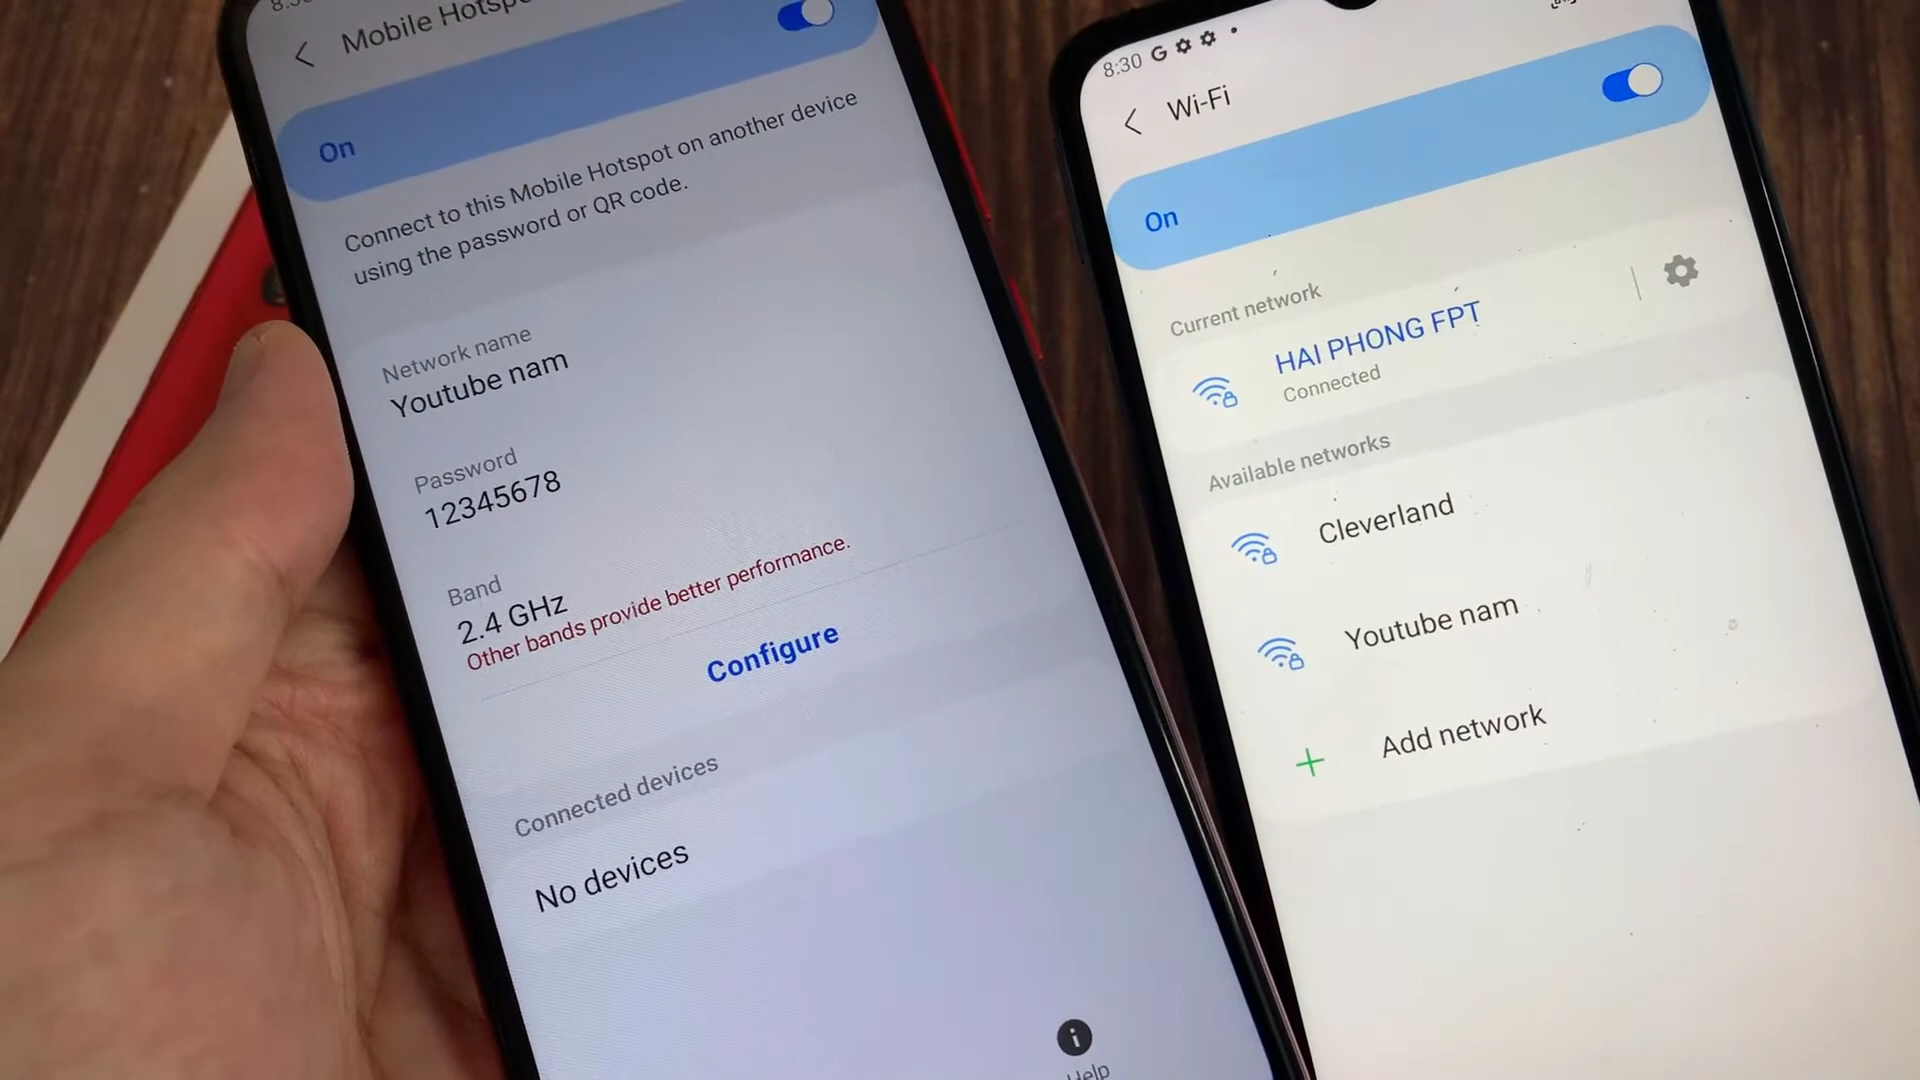 Mobile Hotspo
On
Connect to this Mobile Hotspot on another device
using the password or QR code.
Network name
Youtube nam
Password
12345678
Band
2.4 GHz
Other bands provide better performance.
Configure
Connected devices
No devices
Help
8:30 G
Wi-Fi
On
Current network
HAI PHONG FPT
Connected
Available networks
Cleverland
Youtube nam
Add network